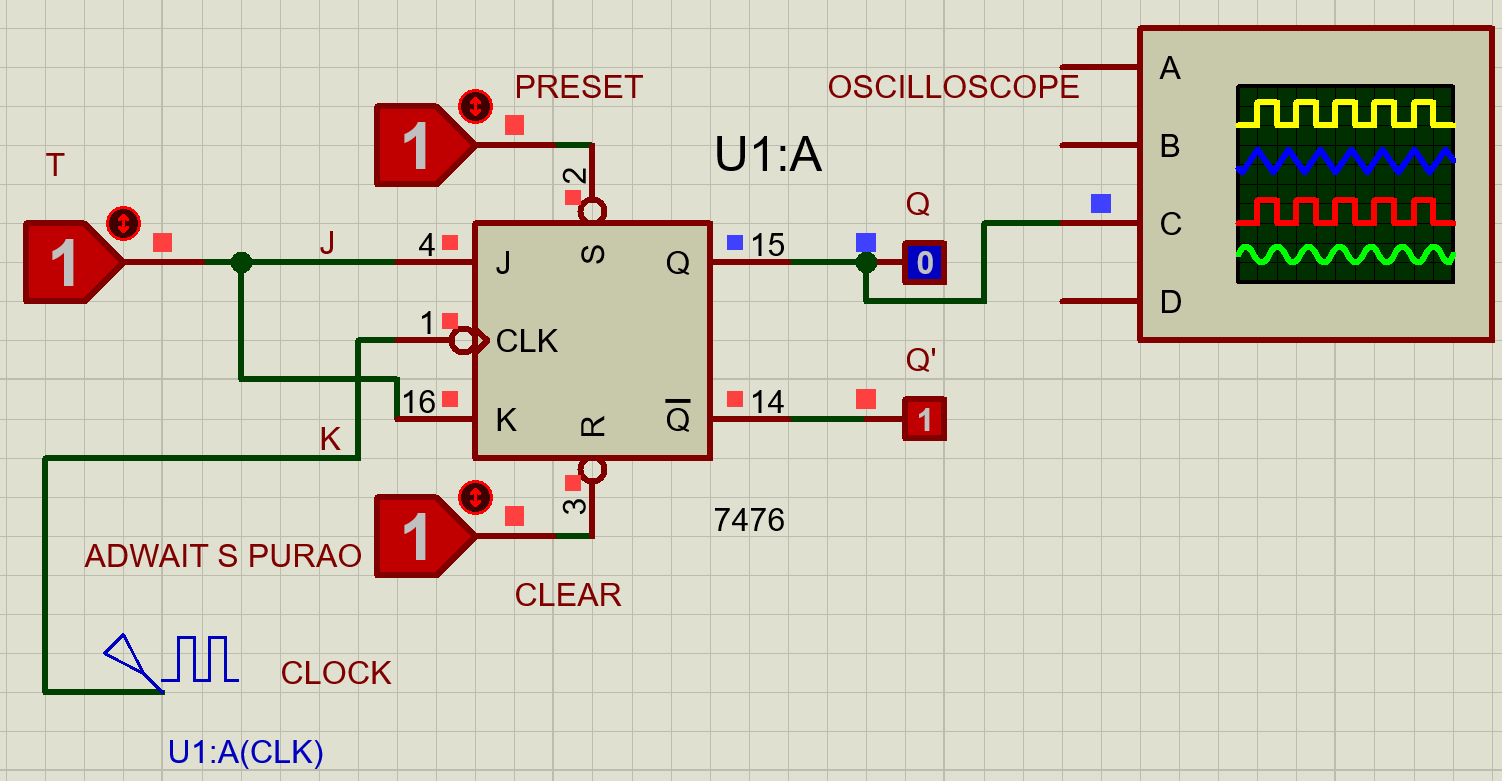 PRESET
OSCILLOSCOPE
A
1
B
U1:A
T
2
Q
C
J
4
S
15
1
J
Q
0
D
1
CLK
Q'
16
14
K
R
Q
1
K
3
7476
1
ADWAIT S PURAO
CLEAR
CLOCK
U1:A(CLK)